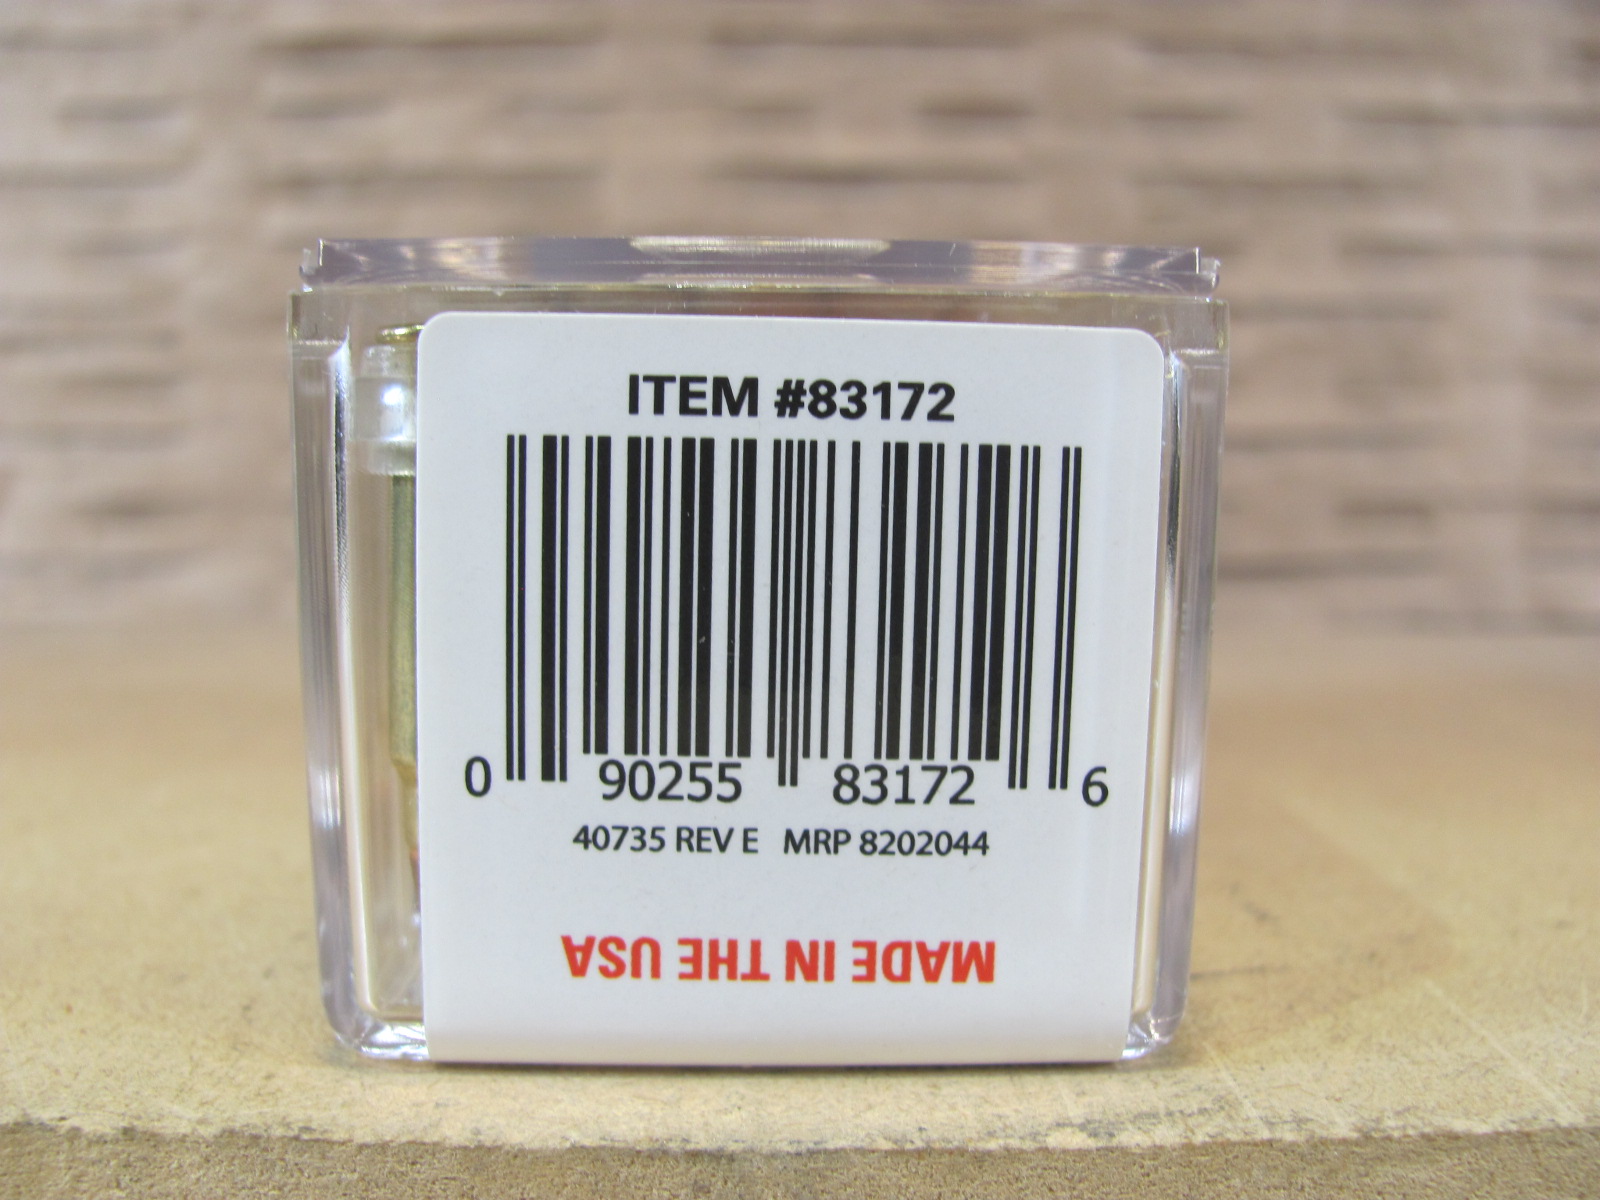 ITEM #83172
0 90255 83172 6
40735 REV E MRP 8202044
MADE IN THE USA